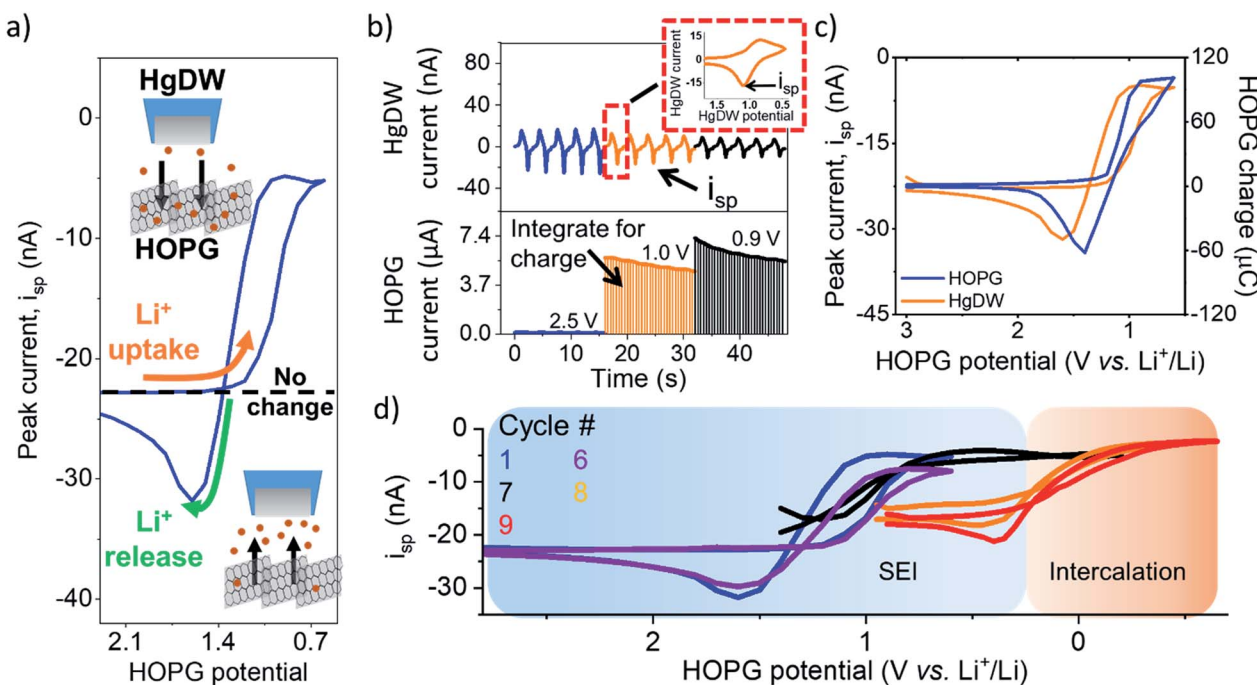 a)
HgDW
HOPG
Li+
uptake
No
change
Li+
release
Peak current, isp (nA)
0
-10
-20
-30
-40
2.1 1.4 0.7
HOPG potential
b)
HgDW
current (nA)
80
40
0
-40
HgDW current
15
-15
isp
1.5 1.0 0.5
HgDW potential
isp
HOPG
current (µA)
7.4
3.7
0.0
Integrate for
charge
2.5 V
1.0 V
0.9 V
0 20 40
Time (s)
c)
Peak current, isp (nA)
0
-15
-30
-45
HOPG
HgDW
120
60
0
-60
-120
HOPG charge
(µC)
3 2 1
HOPG potential (V vs. Li+/Li)
d)
isp (nA)
0
-10
-20
-30
Cycle #
1 6
7 8
9
SEI
Intercalation
2 1 0
HOPG potential (V vs. Li+/Li)